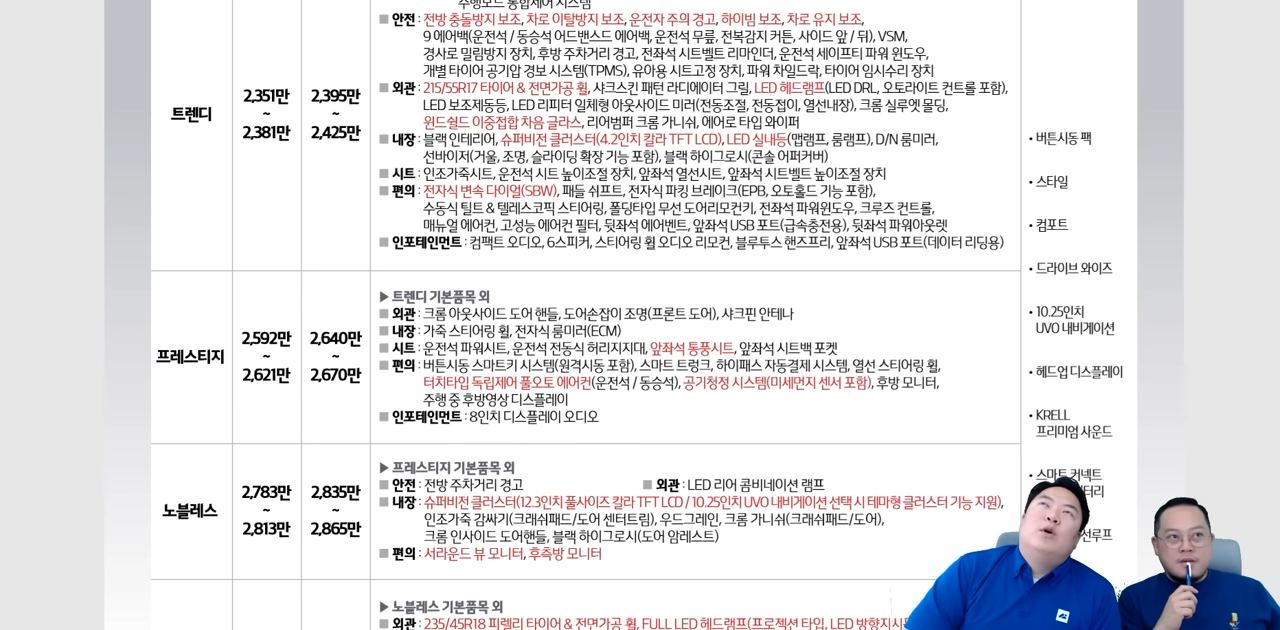 주행모드 통합제어 시스템
트렌디
2,351만
~
2,381만
2,395만
~
2,425만
■ 안전 : 전방 충돌방지 보조, 차로 이탈방지 보조, 운전자 주의 경고, 하이빔 보조, 차로 유지 보조,
9 에어백(운전석 / 동승석 어드밴스드 에어백, 운전석 무릎, 전복감지 커튼, 사이드 앞 / 뒤), VSM,
경사로 밀림방지 장치, 후방 주차거리 경고, 전좌석 시트벨트 리마인더, 운전석 세이프티 파워 윈도우,
개별 타이어 공기압 경보 시스템(TPMS), 유아용 시트고정 장치, 파워 차일드락, 타이어 임시수리 장치
■ 외관 : 215/55R17 타이어 & 전면가공 휠, 샤크스킨 패턴 라디에이터 그릴, LED 헤드램프(LED DRL, 오토라이트 컨트롤 포함),
LED 보조제동등, LED 리피터 일체형 아웃사이드 미러(전동조절, 전동접이, 열선내장), 크롬 실루엣 몰딩,
윈드쉴드 이중접합 차음 글라스, 리어범퍼 크롬 가니쉬, 에어로 타입 와이퍼
■ 내장 : 블랙 인테리어, 슈퍼비전 클러스터(4.2인치 칼라 TFT LCD), LED 실내등(맵램프, 룸램프), D/N 룸미러,
선바이저(거울, 조명, 슬라이딩 확장 기능 포함), 블랙 하이그로시(콘솔 어퍼커버)
■ 시트 : 인조가죽시트, 운전석 시트 높이조절 장치, 앞좌석 열선시트, 앞좌석 시트벨트 높이조절 장치
■ 편의 : 전자식 변속 다이얼(SBW), 패들 쉬프트, 전자식 파킹 브레이크(EPB, 오토홀드 기능 포함),
수동식 틸트 & 텔레스코픽 스티어링, 폴딩타입 무선 도어리모컨키, 전좌석 파워윈도우, 크루즈 컨트롤,
매뉴얼 에어컨, 고성능 에어컨 필터, 뒷좌석 에어벤트, 앞좌석 USB 포트(급속충전용), 뒷좌석 파워아웃렛
■ 인포테인먼트 : 컴팩트 오디오, 6스피커, 스티어링 휠 오디오 리모컨, 블루투스 핸즈프리, 앞좌석 USB 포트(데이터 리딩용)
프레스티지
2,592만
~
2,621만
2,640만
~
2,670만
▶ 트렌디 기본품목 외
■ 외관 : 크롬 아웃사이드 도어 핸들, 도어손잡이 조명(프론트 도어), 샤크핀 안테나
■ 내장 : 가죽 스티어링 휠, 전자식 룸미러(ECM)
■ 시트 : 운전석 파워시트, 운전석 전동식 허리지지대, 앞좌석 통풍시트, 앞좌석 시트백 포켓
■ 편의 : 버튼시동 스마트키 시스템(원격시동 포함), 스마트 트렁크, 하이패스 자동결제 시스템, 열선 스티어링 휠,
터치타입 독립제어 풀오토 에어컨(운전석 / 동승석), 공기청정 시스템(미세먼지 센서 포함), 후방 모니터,
주행 중 후방영상 디스플레이
■ 인포테인먼트 : 8인치 디스플레이 오디오
노블레스
2,783만
~
2,813만
2,835만
~
2,865만
▶ 프레스티지 기본품목 외
■ 안전 : 전방 주차거리 경고 ■ 외관 : LED 리어 콤비네이션 램프
■ 내장 : 슈퍼비전 클러스터(12.3인치 풀사이즈 칼라 TFT LCD / 10.25인치 UVO 내비게이션 선택 시 테마형 클러스터 기능 지원),
인조가죽 감싸기(크래쉬패드/도어 센터트림), 우드그레인, 크롬 가니쉬(크래쉬패드/도어),
크롬 인사이드 도어핸들, 블랙 하이그로시(도어 암레스트)
■ 편의 : 서라운드 뷰 모니터, 후측방 모니터
▶ 노블레스 기본품목 외
■ 외관 : 235/45R18 피렐리 타이어 & 전면가공 휠, FULL LED 헤드램프(프로젝션 타입, LED 방향지시등
• 버튼시동 팩
• 스타일
• 컴포트
• 드라이브 와이즈
• 10.25인치
UVO 내비게이션
• 헤드업 디스플레이
• KRELL
프리미엄 사운드
• 스마트 커넥트
터리
선루프